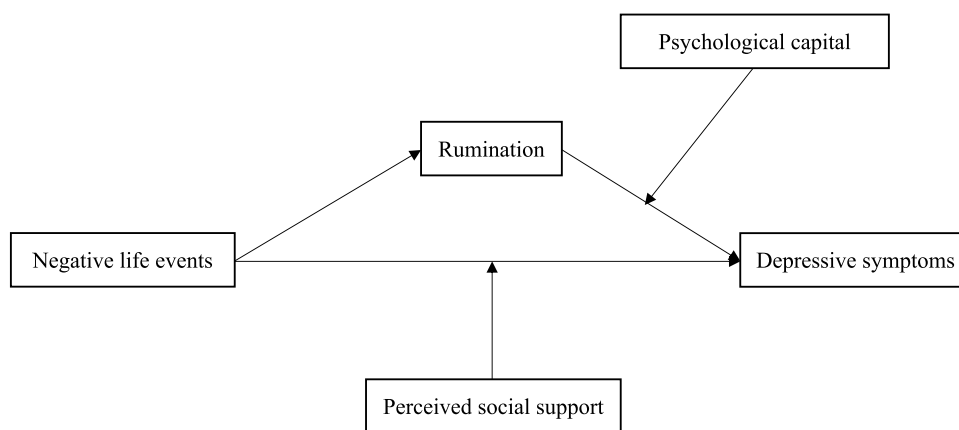 Psychological capital
Rumination
Negative life events
Depressive symptoms
Perceived social support